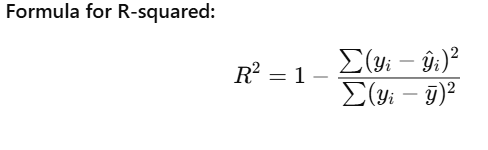 Formula for R-squared:
R² = 1 − ∑(yᵢ − ŷᵢ)² / ∑(yᵢ − ȳ)²